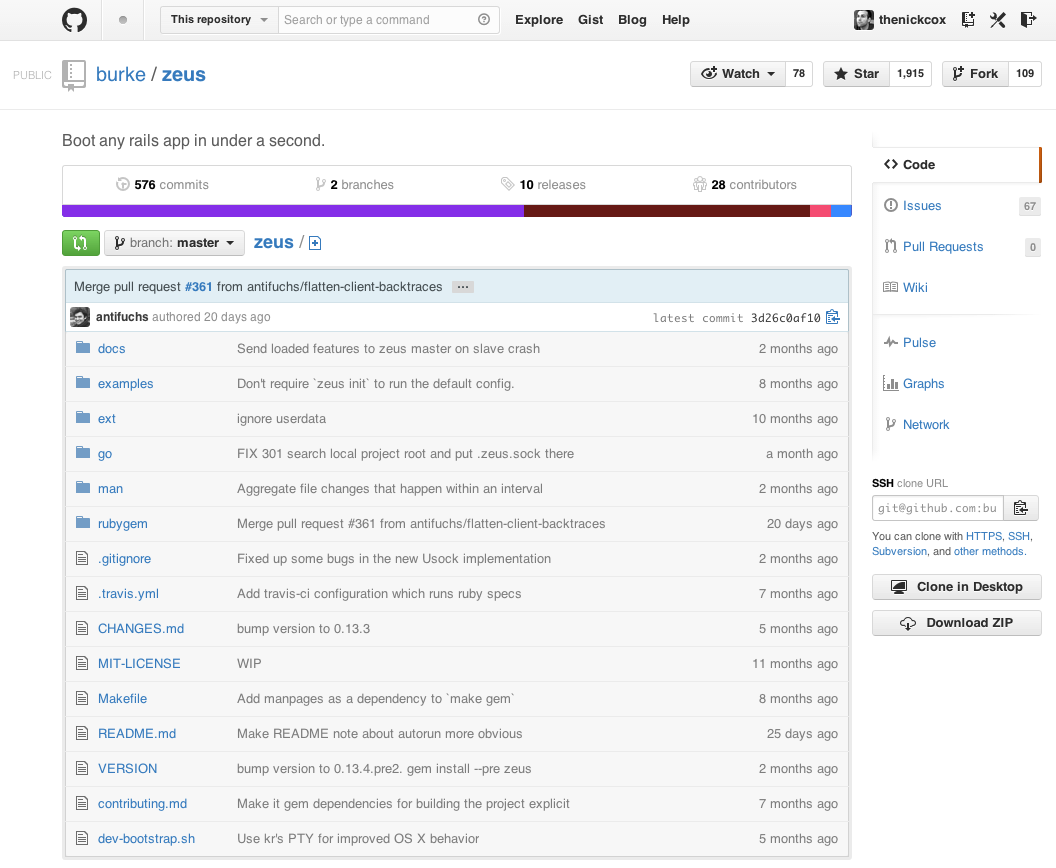 This repository Search or type a command Explore Gist Blog Help thenickcox
PUBLIC burke / zeus Watch 78 Star 1,915 Fork 109
Boot any rails app in under a second.
576 commits 2 branches 10 releases 28 contributors
branch: master zeus /
Merge pull request #361 from antifuchs/flatten-client-backtraces ...
antifuchs authored 20 days ago latest commit 3d26c0af10
docs Send loaded features to zeus master on slave crash 2 months ago
examples Don't require `zeus init` to run the default config. 8 months ago
ext ignore userdata 10 months ago
go FIX 301 search local project root and put .zeus.sock there a month ago
man Aggregate file changes that happen within an interval 2 months ago
rubygem Merge pull request #361 from antifuchs/flatten-client-backtraces 20 days ago
.gitignore Fixed up some bugs in the new Usock implementation 2 months ago
.travis.yml Add travis-ci configuration which runs ruby specs 7 months ago
CHANGES.md bump version to 0.13.3 5 months ago
MIT-LICENSE WIP 11 months ago
Makefile Add manpages as a dependency to `make gem` 8 months ago
README.md Make README note about autorun more obvious 25 days ago
VERSION bump version to 0.13.4.pre2. gem install --pre zeus 2 months ago
contributing.md Make it gem dependencies for building the project explicit 7 months ago
dev-bootstrap.sh Use kr's PTY for improved OS X behavior 5 months ago
Code
Issues 67
Pull Requests 0
Wiki
Pulse
Graphs
Network
SSH clone URL
git@github.com:bu
You can clone with HTTPS, SSH,
Subversion, and other methods.
Clone in Desktop
Download ZIP